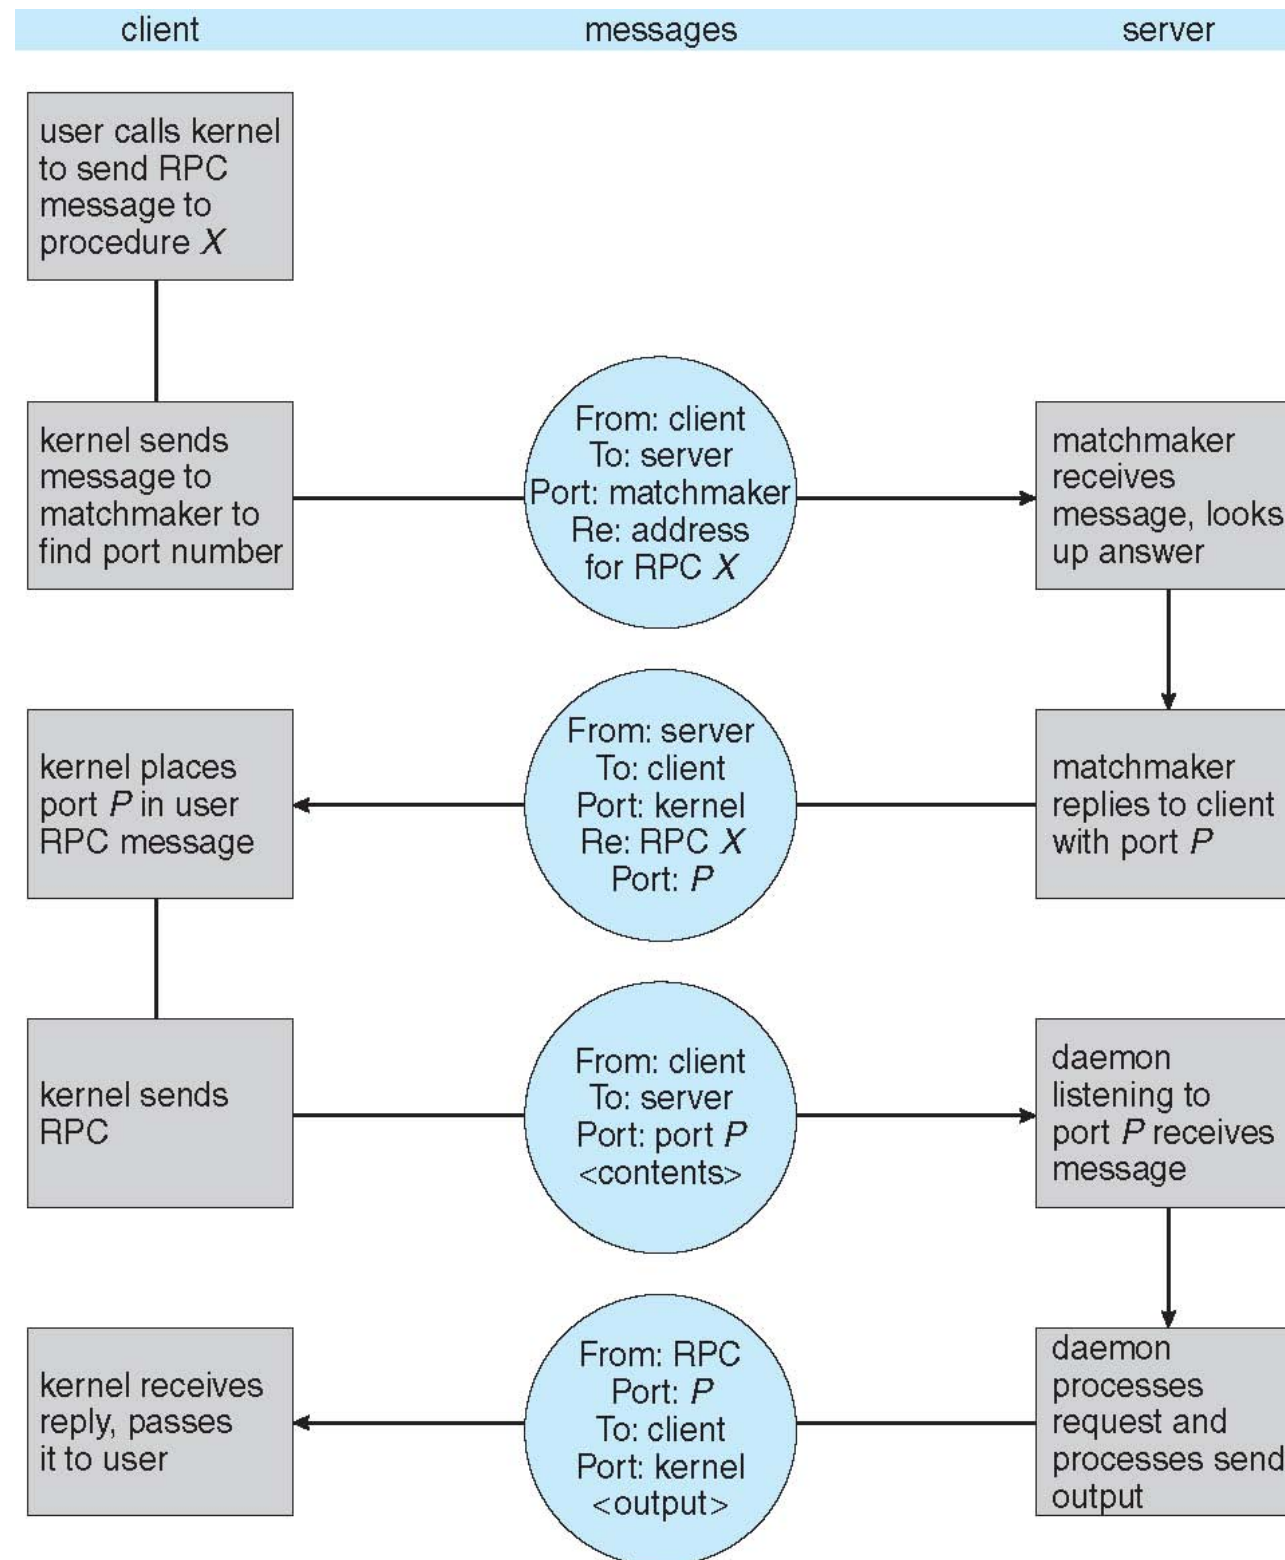 client
messages
server
user calls kernel
to send RPC
message to
procedure X
kernel sends
message to
matchmaker to
find port number
From: client
To: server
Port: matchmaker
Re: address
for RPC X
matchmaker
receives
message, looks
up answer
kernel places
port P in user
RPC message
From: server
To: client
Port: kernel
Re: RPC X
Port: P
matchmaker
replies to client
with port P
kernel sends
RPC
From: client
To: server
Port: port P
<contents>
daemon
listening to
port P receives
message
kernel receives
reply, passes
it to user
From: RPC
Port: P
To: client
Port: kernel
<output>
daemon
processes
request and
processes send
output